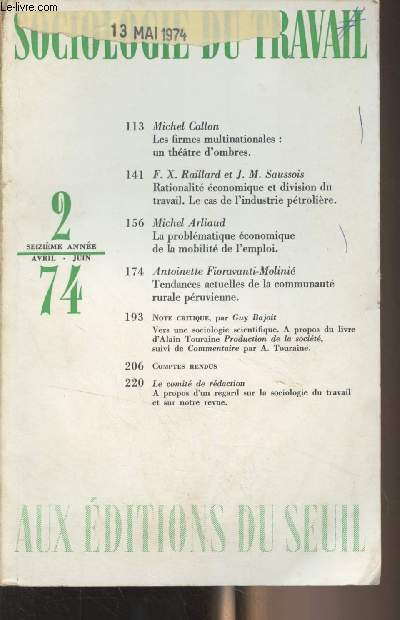 Le-livre.com
SOCIOLOGIE DU TRAVAIL
13 MAI 1974
113 Michel Callon
Les firmes multinationales :
un théâtre d'ombres.
141 F. X. Raillard et J. M. Saussois
Rationalité économique et division du
travail. Le cas de l'industrie pétrolière.
2
SEIZIÈME ANNÉE
AVRIL - JUIN
74
156 Michel Arliaud
La problématique économique
de la mobilité de l'emploi.
174 Antoinette Fioravanti-Molinié
Tendances actuelles de la communauté
rurale péruvienne.
193 NOTE CRITIQUE, par Guy Bajoit
Vers une sociologie scientifique. A propos du livre
d'Alain Touraine Production de la société,
suivi de Commentaire par A. Touraine.
206 COMPTES RENDUS
220 Le comité de rédaction
A propos d'un regard sur la sociologie du travail
et sur notre revue.
AUX ÉDITIONS DU SEUIL